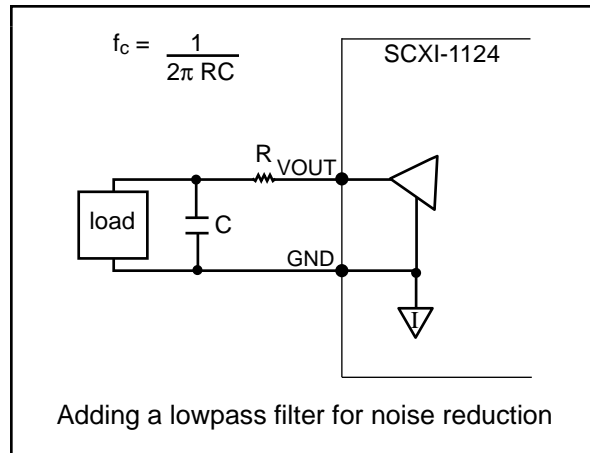 fc = 1
2π RC
SCXI-1124
R
VOUT
load
C
GND
I
Adding a lowpass filter for noise reduction